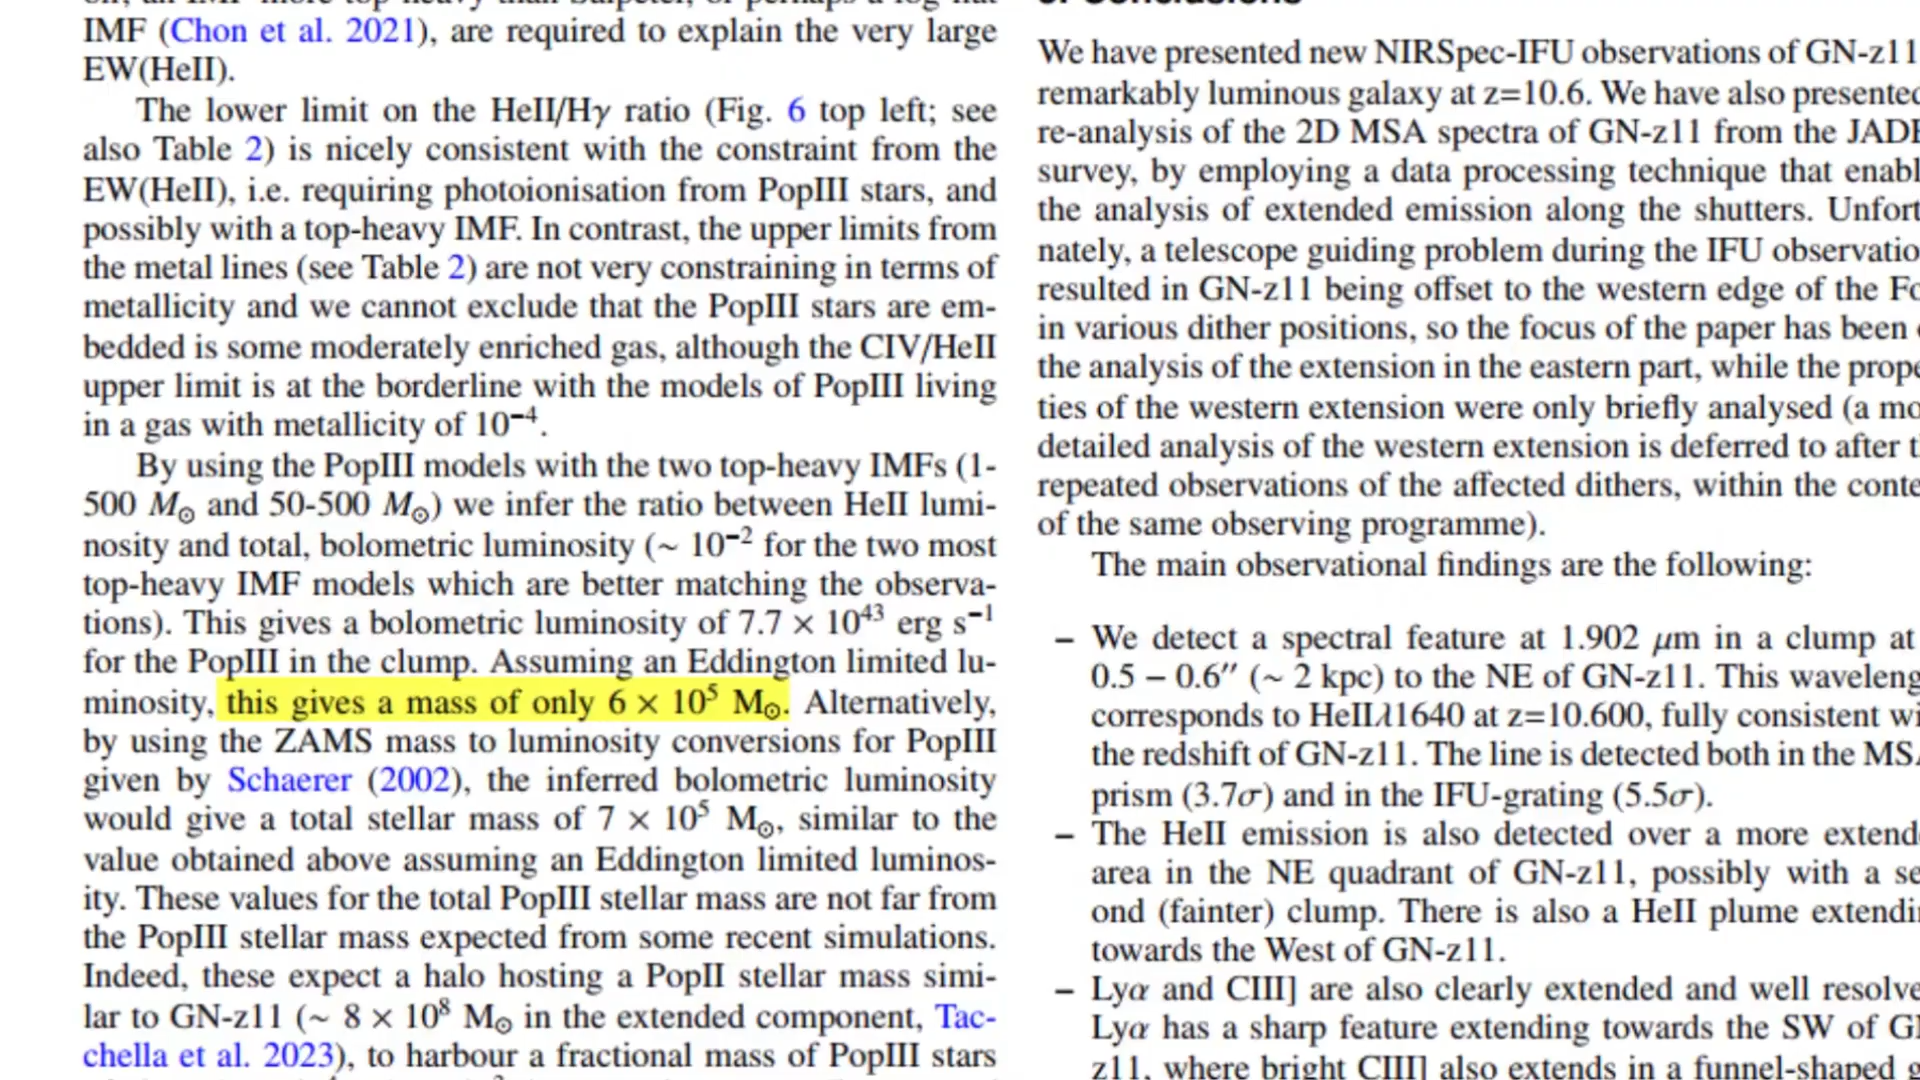 IMF (Chon et al. 2021), are required to explain the very large
EW(HeII).
The lower limit on the HeII/Hγ ratio (Fig. 6 top left; see
also Table 2) is nicely consistent with the constraint from the
EW(HeII), i.e. requiring photoionisation from PopIII stars, and
possibly with a top-heavy IMF. In contrast, the upper limits from
the metal lines (see Table 2) are not very constraining in terms of
metallicity and we cannot exclude that the PopIII stars are em-
bedded is some moderately enriched gas, although the CIV/HeII
upper limit is at the borderline with the models of PopIII living
in a gas with metallicity of 10⁻⁴.
By using the PopIII models with the two top-heavy IMFs (1-
500 M⊙ and 50-500 M⊙) we infer the ratio between HeII lumi-
nosity and total, bolometric luminosity (~ 10⁻² for the two most
top-heavy IMF models which are better matching the observa-
tions). This gives a bolometric luminosity of 7.7 × 10⁴³ erg s⁻¹
for the PopIII in the clump. Assuming an Eddington limited lu-
minosity, this gives a mass of only 6 × 10⁵ M⊙. Alternatively,
by using the ZAMS mass to luminosity conversions for PopIII
given by Schaerer (2002), the inferred bolometric luminosity
would give a total stellar mass of 7 × 10⁵ M⊙, similar to the
value obtained above assuming an Eddington limited luminos-
ity. These values for the total PopIII stellar mass are not far from
the PopIII stellar mass expected from some recent simulations.
Indeed, these expect a halo hosting a PopII stellar mass simi-
lar to GN-z11 (~ 8 × 10⁸ M⊙ in the extended component, Tac-
chella et al. 2023), to harbour a fractional mass of PopIII stars
We have presented new NIRSpec-IFU observations of GN-z11
remarkably luminous galaxy at z=10.6. We have also presented
re-analysis of the 2D MSA spectra of GN-z11 from the JADE
survey, by employing a data processing technique that enabl
the analysis of extended emission along the shutters. Unfort
nately, a telescope guiding problem during the IFU observatio
resulted in GN-z11 being offset to the western edge of the Fo
in various dither positions, so the focus of the paper has been
the analysis of the extension in the eastern part, while the prope
ties of the western extension were only briefly analysed (a mo
detailed analysis of the western extension is deferred to after t
repeated observations of the affected dithers, within the conte
of the same observing programme).
The main observational findings are the following:
– We detect a spectral feature at 1.902 μm in a clump at
0.5 – 0.6″ (~ 2 kpc) to the NE of GN-z11. This waveleng
corresponds to HeIIλ1640 at z=10.600, fully consistent wi
the redshift of GN-z11. The line is detected both in the MS
prism (3.7σ) and in the IFU-grating (5.5σ).
– The HeII emission is also detected over a more extend
area in the NE quadrant of GN-z11, possibly with a se
ond (fainter) clump. There is also a HeII plume extendi
towards the West of GN-z11.
– Lyα and CIII] are also clearly extended and well resolve
Lyα has a sharp feature extending towards the SW of G
z11, where bright CIII] also extends in a funnel-shaped g